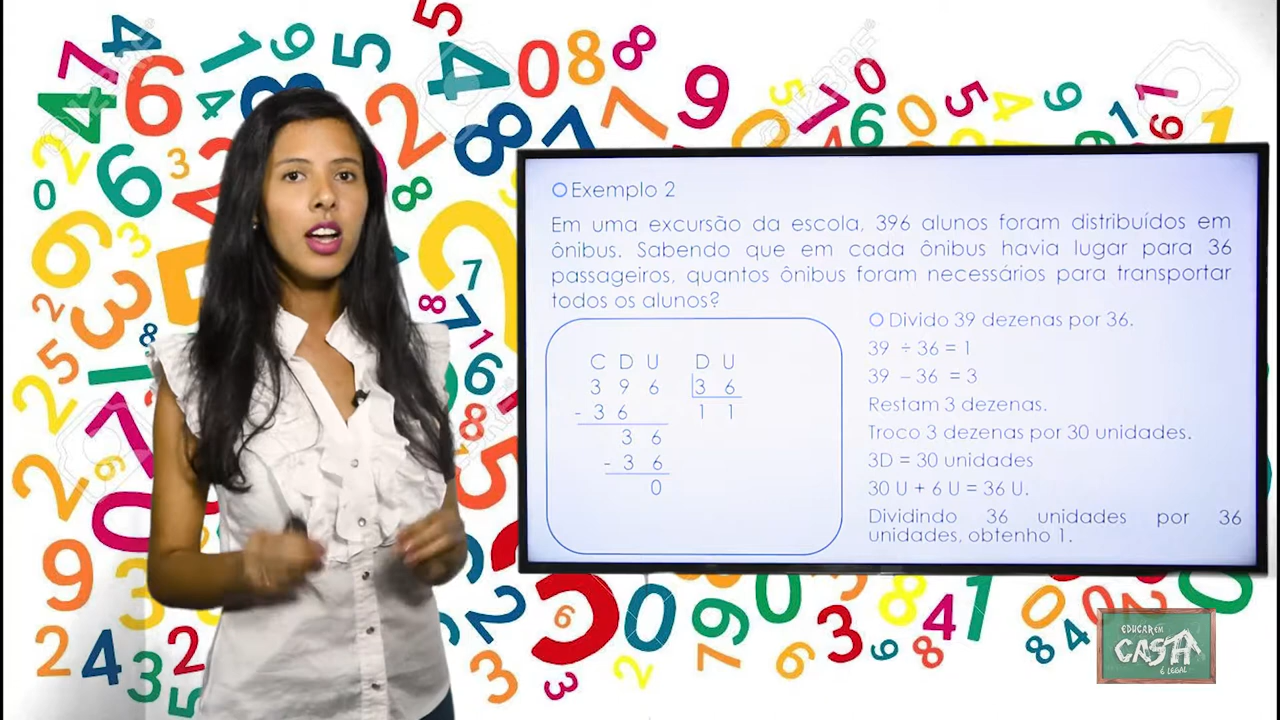 Exemplo 2
Em uma excursão da escola, 396 alunos foram distribuídos em
ônibus. Sabendo que em cada ônibus havia lugar para 36
passageiros, quantos ônibus foram necessários para transportar
todos os alunos?
C D U D U
3 9 6 3 6
- 3 6 1 1
3 6
- 3 6
0
Divido 39 dezenas por 36.
39 ÷ 36 = 1
39 – 36 = 3
Restam 3 dezenas.
Troco 3 dezenas por 30 unidades.
3D = 30 unidades
30 U + 6 U = 36 U.
Dividindo 36 unidades por 36
unidades, obtenho 1.
EDUCAR EM
CASA
É LEGAL